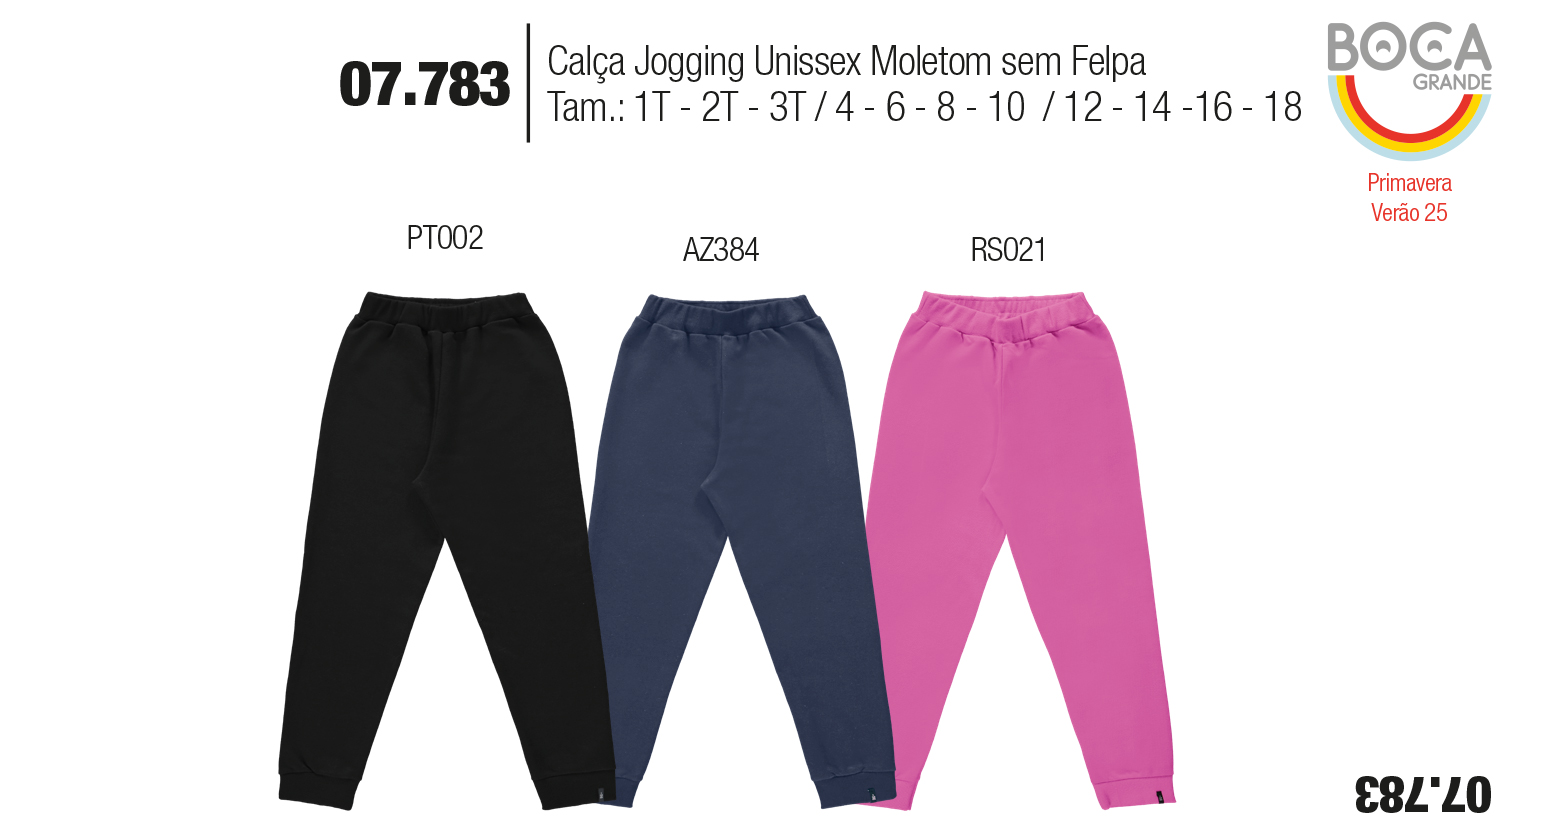 07.783
Calça Jogging Unissex Moletom sem Felpa
Tam.: 1T - 2T - 3T / 4 - 6 - 8 - 10 / 12 - 14 -16 - 18
BOCA
GRANDE
Primavera
Verão 25
PT002
AZ384
RS021
07.783